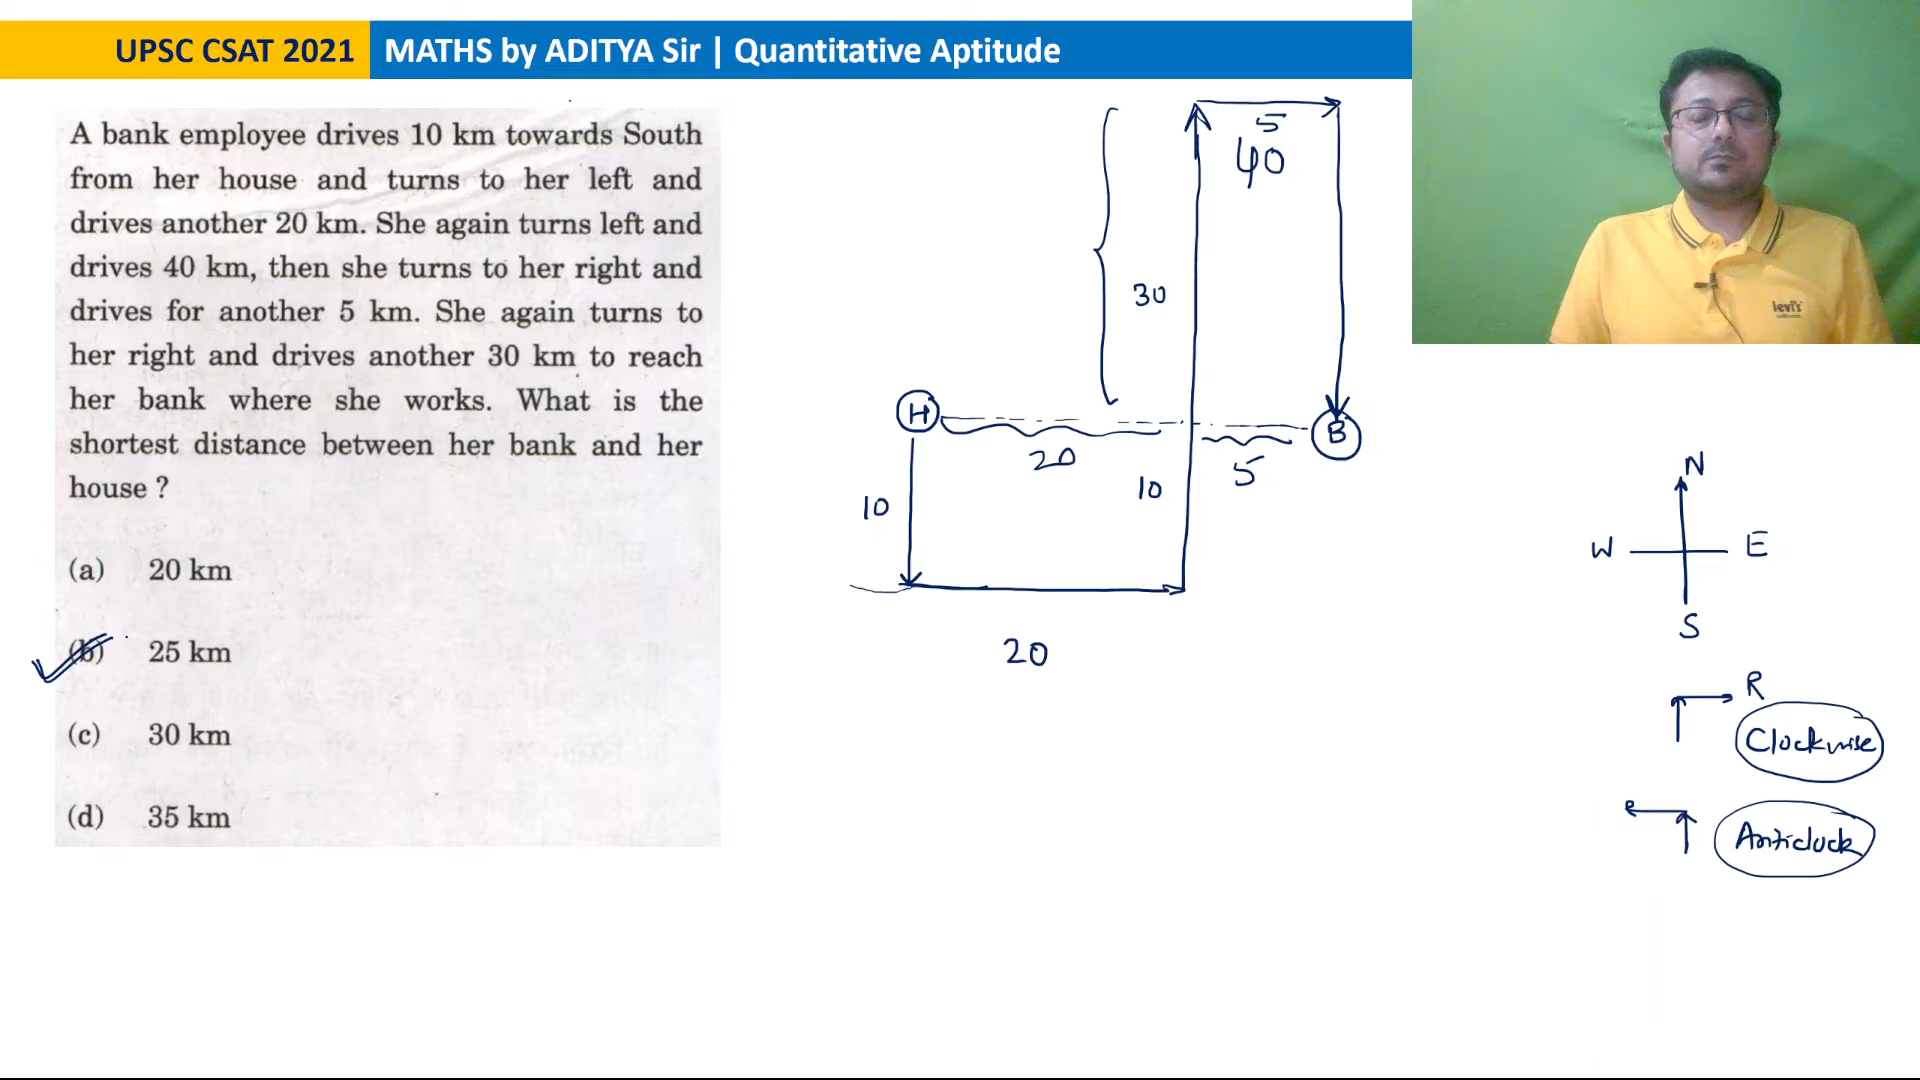 UPSC CSAT 2021 MATHS by ADITYA Sir | Quantitative Aptitude
A bank employee drives 10 km towards South
from her house and turns to her left and
drives another 20 km. She again turns left and
drives 40 km, then she turns to her right and
drives for another 5 km. She again turns to
her right and drives another 30 km to reach
her bank where she works. What is the
shortest distance between her bank and her
house ?
(a) 20 km
(b) 25 km
(c) 30 km
(d) 35 km
5
40
30
H
B
20
5
10
10
20
N
W E
S
R
Clockwise
Anticlock
levi's